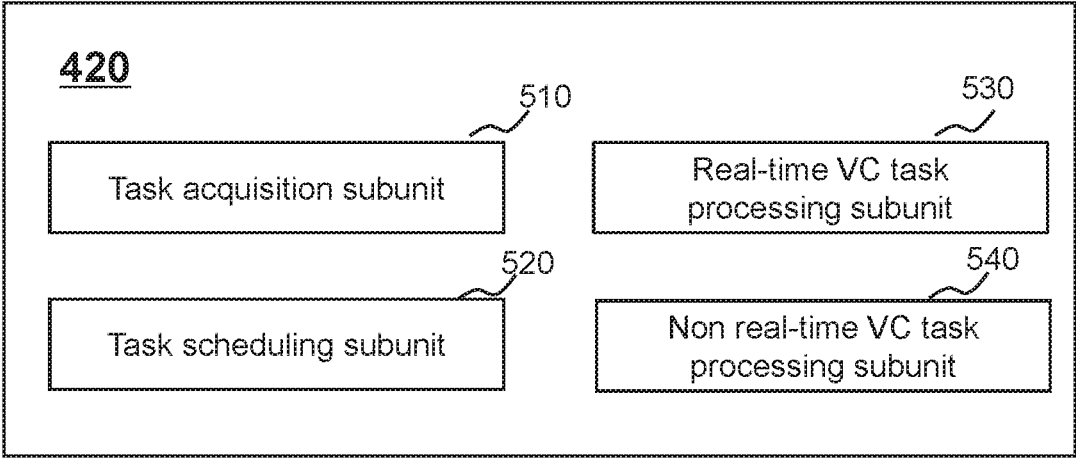 420
510
Task acquisition subunit
530
Real-time VC task
processing subunit
520
Task scheduling subunit
540
Non real-time VC task
processing subunit